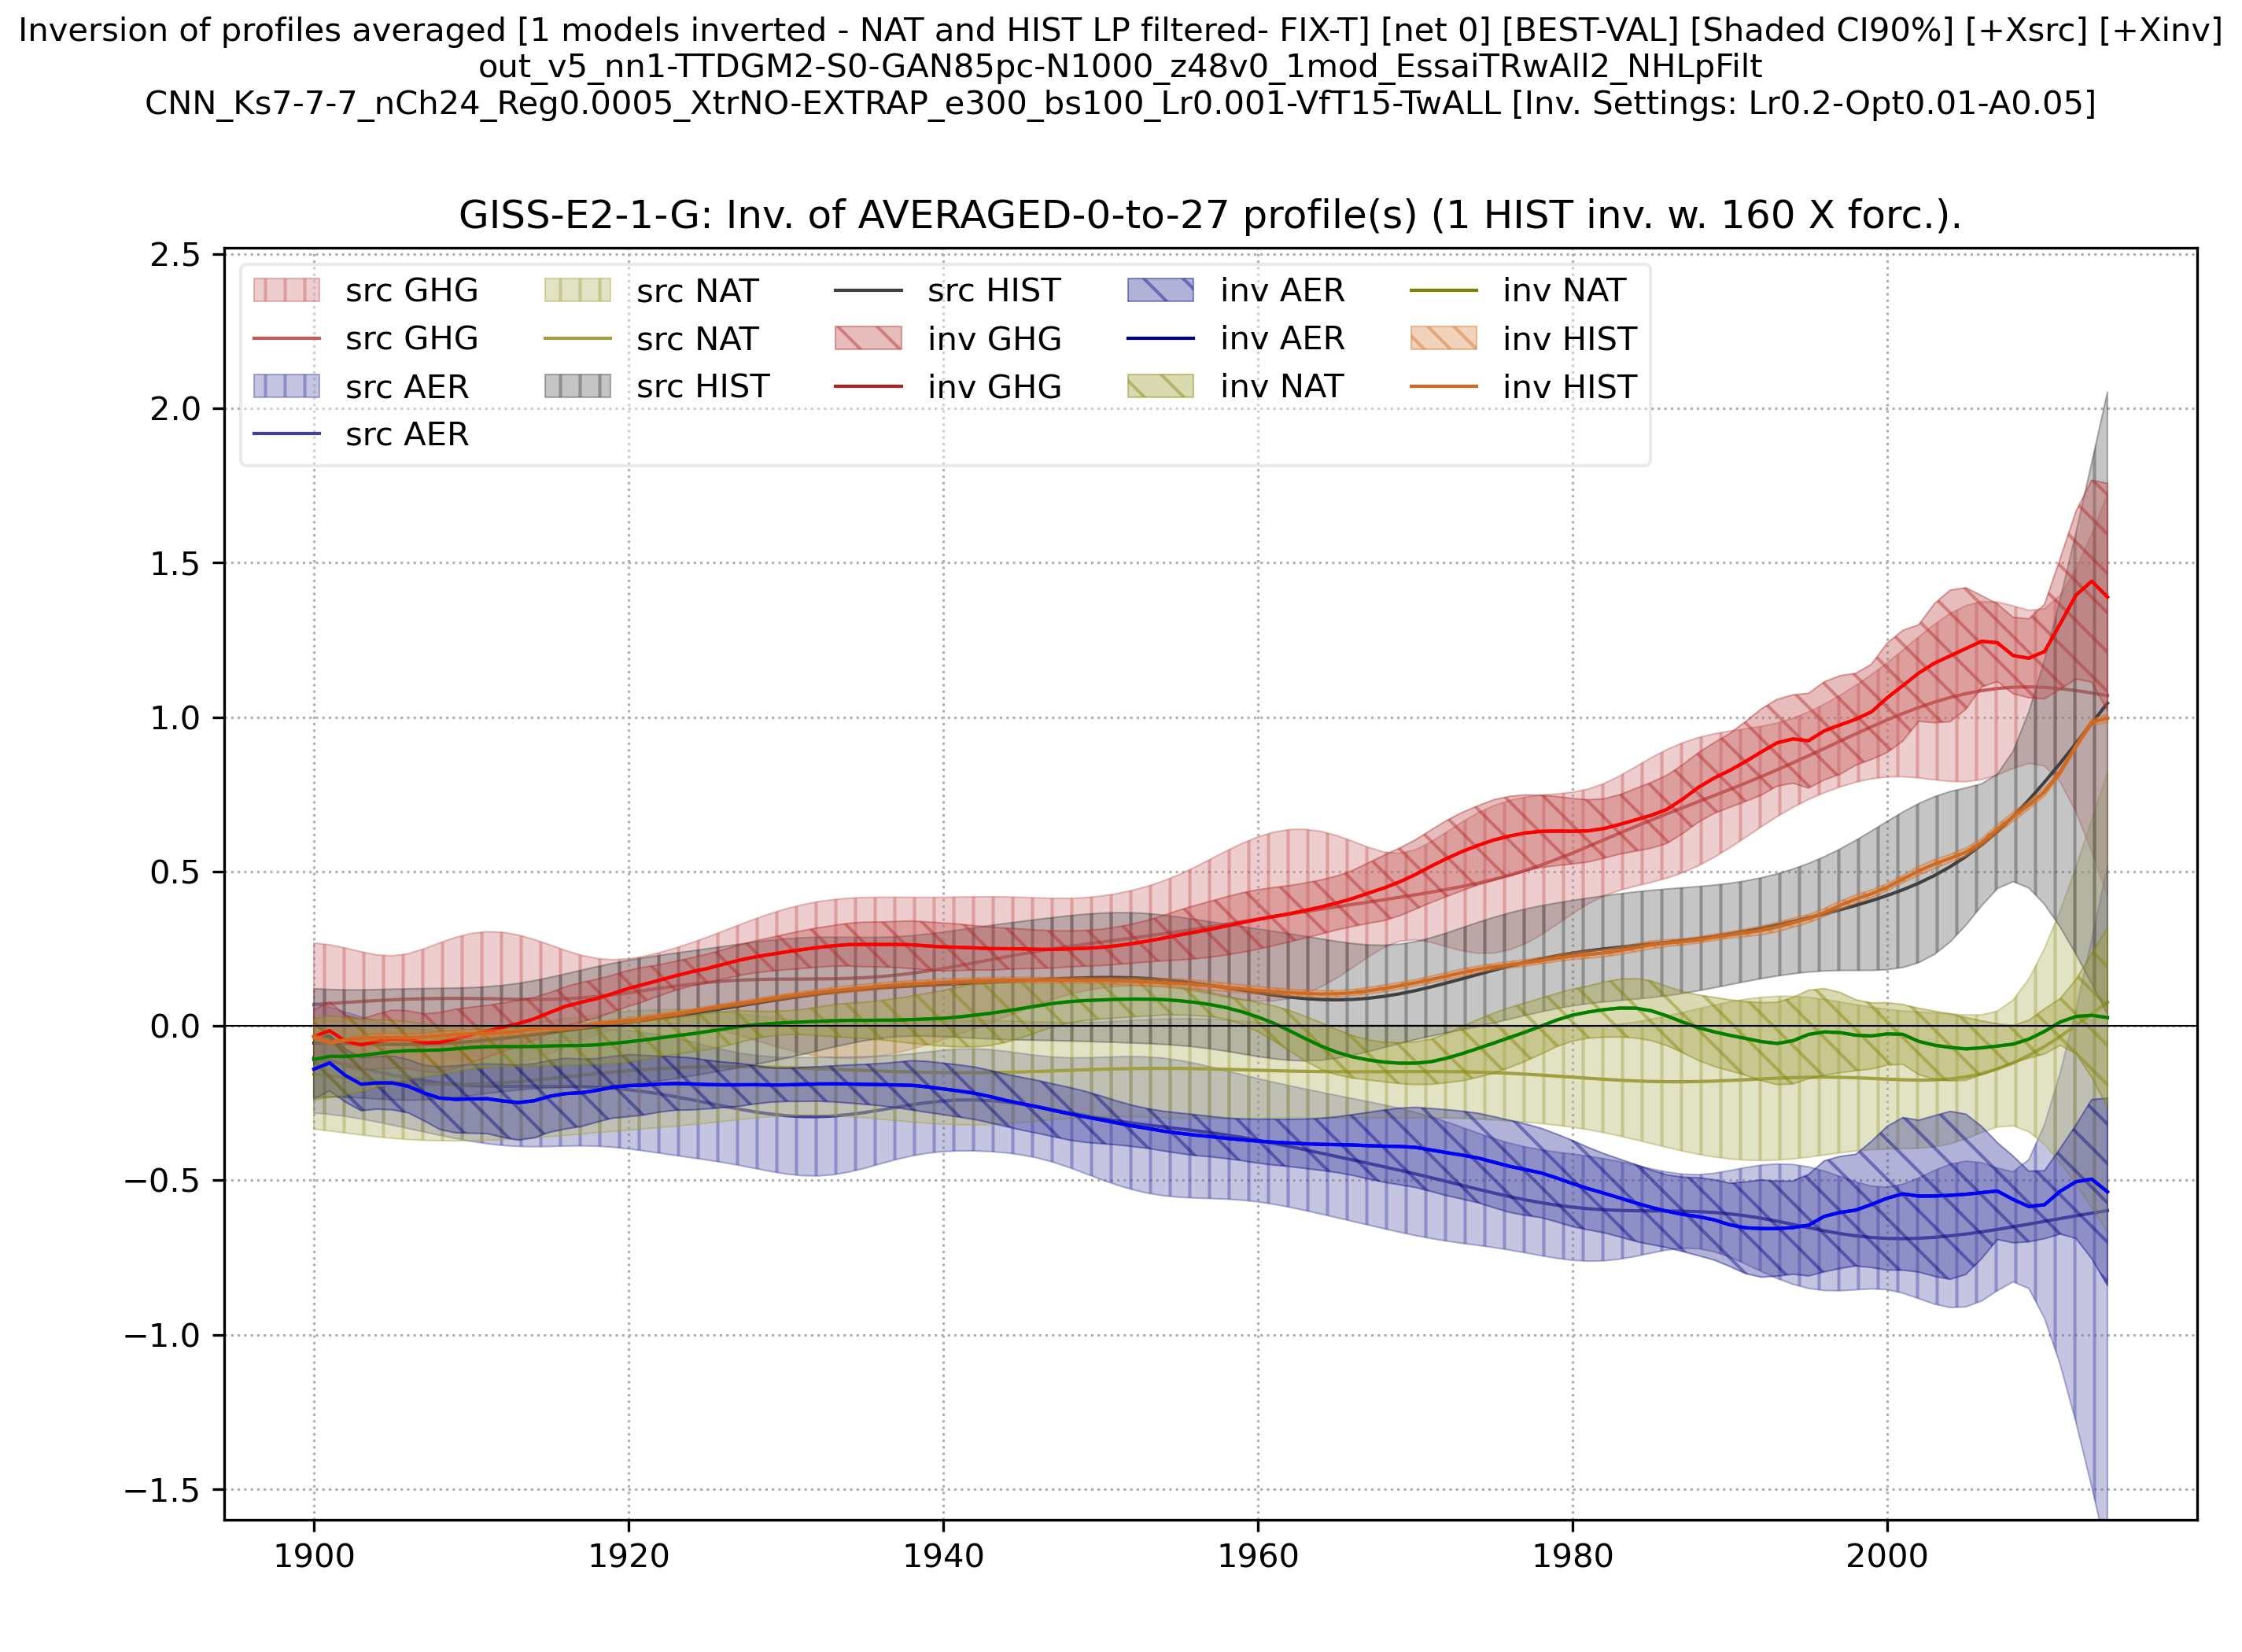 Inversion of profiles averaged [1 models inverted - NAT and HIST LP filtered- FIX-T] [net 0] [BEST-VAL] [Shaded CI90%] [+Xsrc] [+Xinv]
out_v5_nn1-TTDGM2-S0-GAN85pc-N1000_z48v0_1mod_EssaiTRwAll2_NHLpFilt
CNN_Ks7-7-7_nCh24_Reg0.0005_XtrNO-EXTRAP_e300_bs100_Lr0.001-VfT15-TwALL [Inv. Settings: Lr0.2-Opt0.01-A0.05]
GISS-E2-1-G: Inv. of AVERAGED-0-to-27 profile(s) (1 HIST inv. w. 160 X forc.).
src GHG
src GHG
src AER
src AER
src NAT
src NAT
src HIST
src HIST
inv GHG
inv GHG
inv AER
inv AER
inv NAT
inv NAT
inv HIST
inv HIST
2.5
2.0
1.5
1.0
0.5
0.0
−0.5
−1.0
−1.5
1900 1920 1940 1960 1980 2000